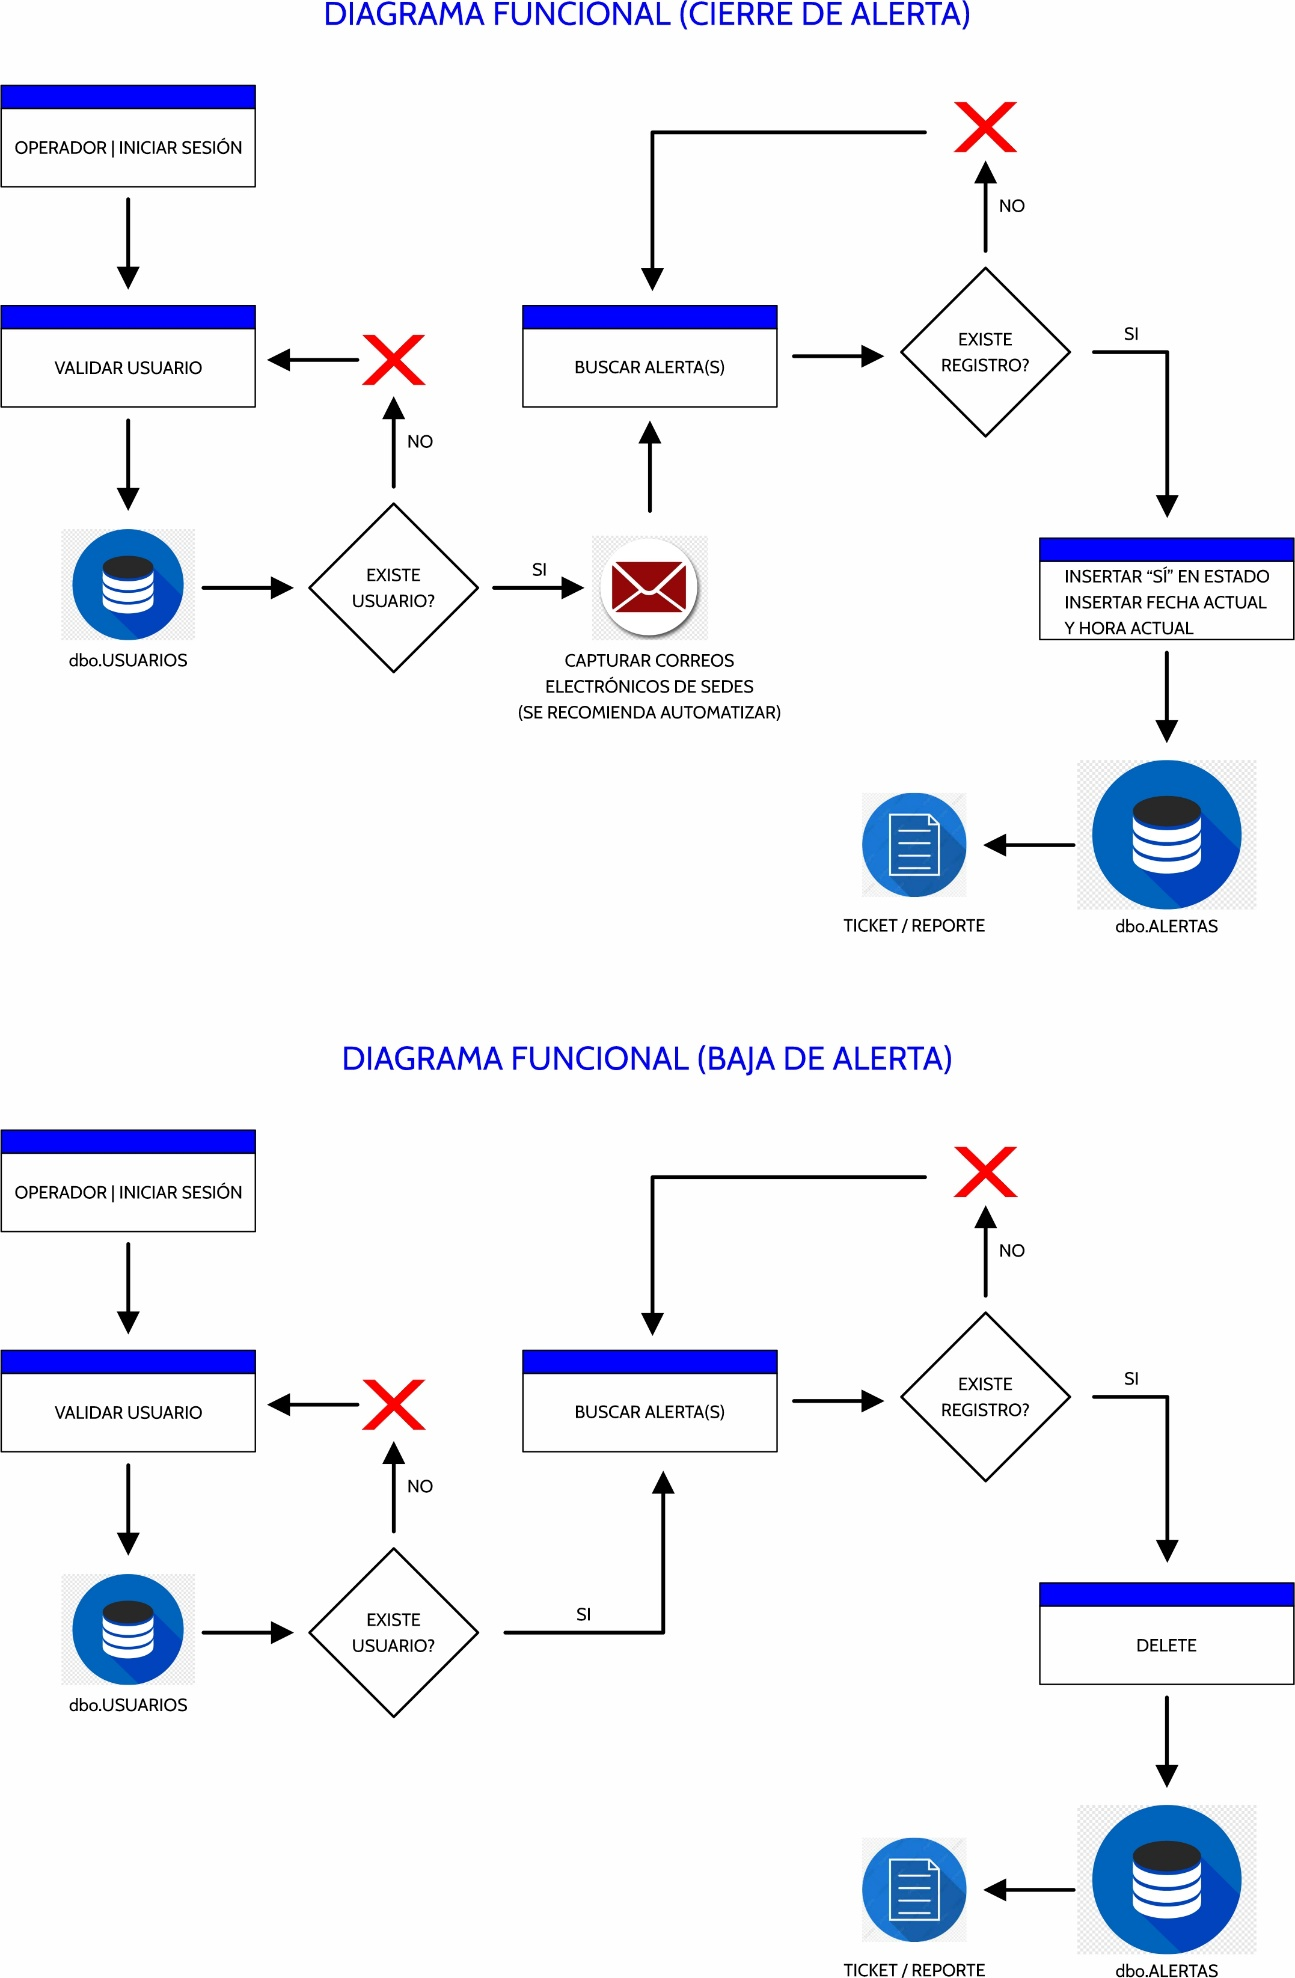 DIAGRAMA FUNCIONAL (CIERRE DE ALERTA)
OPERADOR | INICIAR SESIÓN
VALIDAR USUARIO
NO
dbo.USUARIOS
EXISTE
USUARIO?
SI
CAPTURAR CORREOS
ELECTRÓNICOS DE SEDES
(SE RECOMIENDA AUTOMATIZAR)
BUSCAR ALERTA(S)
EXISTE
REGISTRO?
NO
SI
INSERTAR “SÍ” EN ESTADO
INSERTAR FECHA ACTUAL
Y HORA ACTUAL
dbo.ALERTAS
TICKET / REPORTE
DIAGRAMA FUNCIONAL (BAJA DE ALERTA)
OPERADOR | INICIAR SESIÓN
VALIDAR USUARIO
NO
dbo.USUARIOS
EXISTE
USUARIO?
SI
BUSCAR ALERTA(S)
EXISTE
REGISTRO?
NO
SI
DELETE
dbo.ALERTAS
TICKET / REPORTE